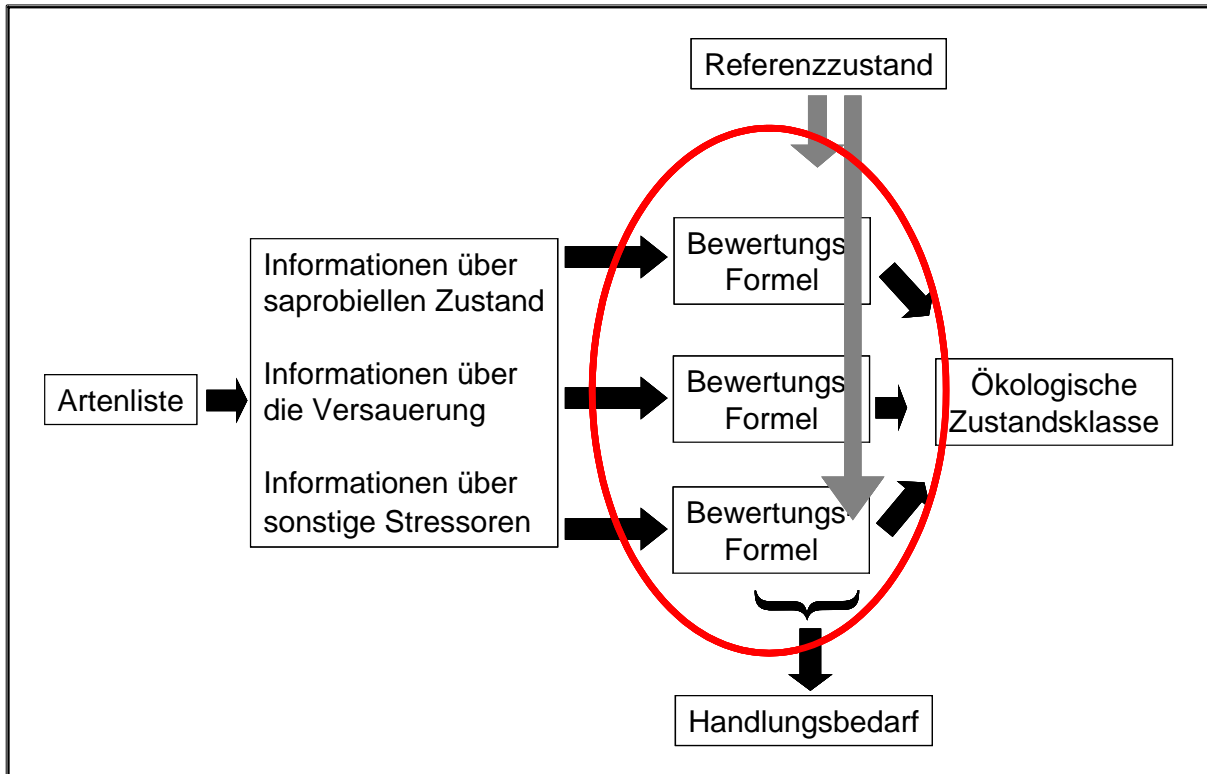 Referenzzustand
Informationen über
saprobiellen Zustand
Informationen über
die Versauerung
Informationen über
sonstige Stressoren
Artenliste
Bewertungs
Formel
Bewertungs
Formel
Bewertungs-
Formel
Ökologische
Zustandsklasse
Handlungsbedarf